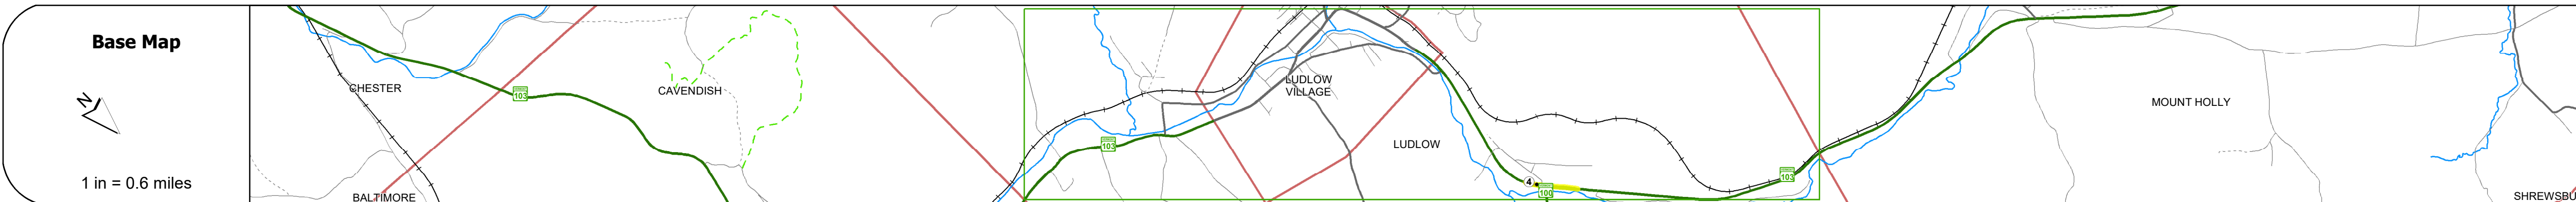 Base Map
N
1 in = 0.6 miles
CHESTER
103
CAVENDISH
BALTIMORE
103
LUDLOW
VILLAGE
LUDLOW
4
100
103
MOUNT HOLLY
SHREWSBU